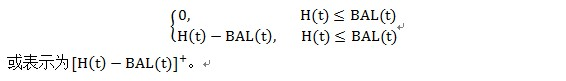 0, H(t) ≤ BAL(t)
H(t) − BAL(t), H(t) ≤ BAL(t)
或表示为[H(t) − BAL(t)]⁺。